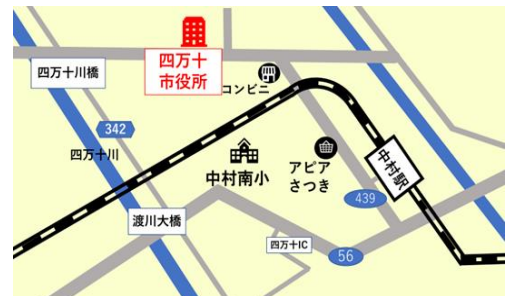 四万十
市役所
四万十川橋
コンビニ
342
四万十川
中村南小
アピア
さつき
中村駅
439
渡川大橋
四万十IC
56